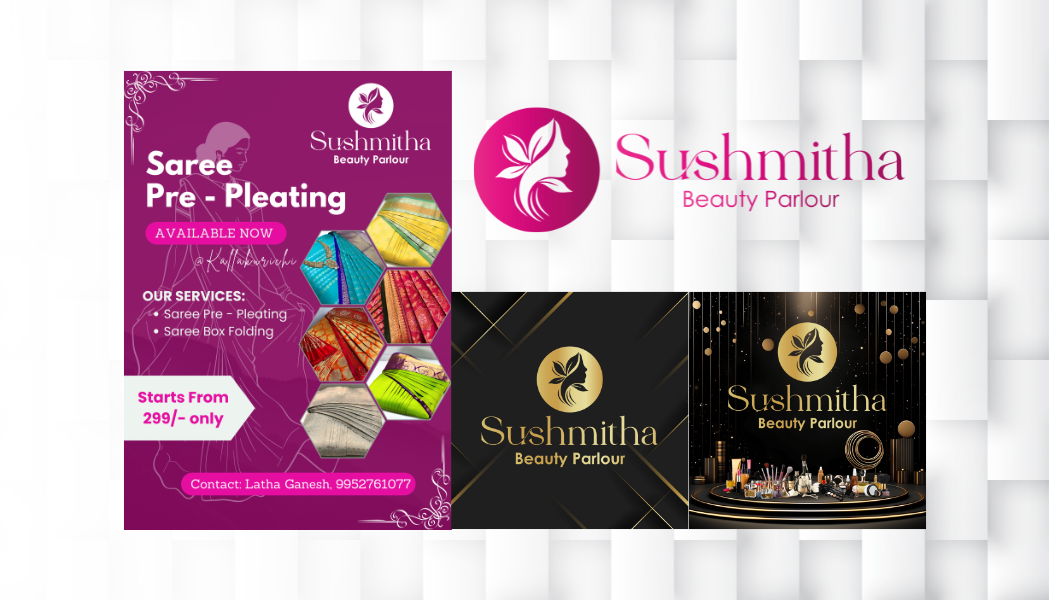 Sushmitha
Beauty Parlour
Saree
Pre - Pleating
AVAILABLE NOW
@Kallakurichi
OUR SERVICES:
• Saree Pre - Pleating
• Saree Box Folding
Starts From
299/- only
Contact: Latha Ganesh, 9952761077
Sushmitha
Beauty Parlour
Sushmitha
Beauty Parlour
Sushmitha
Beauty Parlour